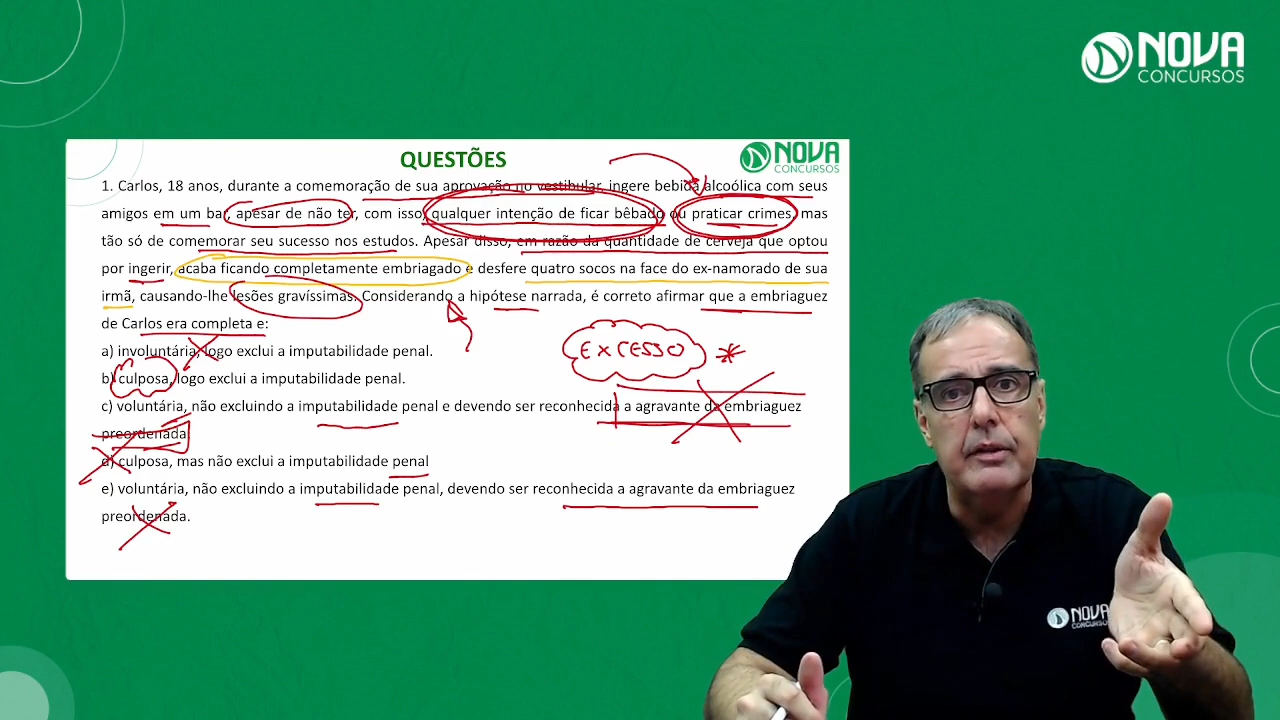 NOVA
CONCURSOS
QUESTÕES
NOVA
CONCURSOS
1. Carlos, 18 anos, durante a comemoração de sua aprovação no vestibular, ingere bebida alcoólica com seus
amigos em um bar, apesar de não ter, com isso, qualquer intenção de ficar bêbado ou praticar crimes, mas
tão só de comemorar seu sucesso nos estudos. Apesar disso, em razão da quantidade de cerveja que optou
por ingerir, acaba ficando completamente embriagado e desfere quatro socos na face do ex-namorado de sua
irmã, causando-lhe lesões gravíssimas. Considerando a hipótese narrada, é correto afirmar que a embriaguez
de Carlos era completa e:
a) involuntária, logo exclui a imputabilidade penal.
EXCESSO
b) culposa, logo exclui a imputabilidade penal.
c) voluntária, não excluindo a imputabilidade penal e devendo ser reconhecida a agravante da embriaguez
preordenada.
d) culposa, mas não exclui a imputabilidade penal
e) voluntária, não excluindo a imputabilidade penal, devendo ser reconhecida a agravante da embriaguez
preordenada.
NOVA
CONCURSOS